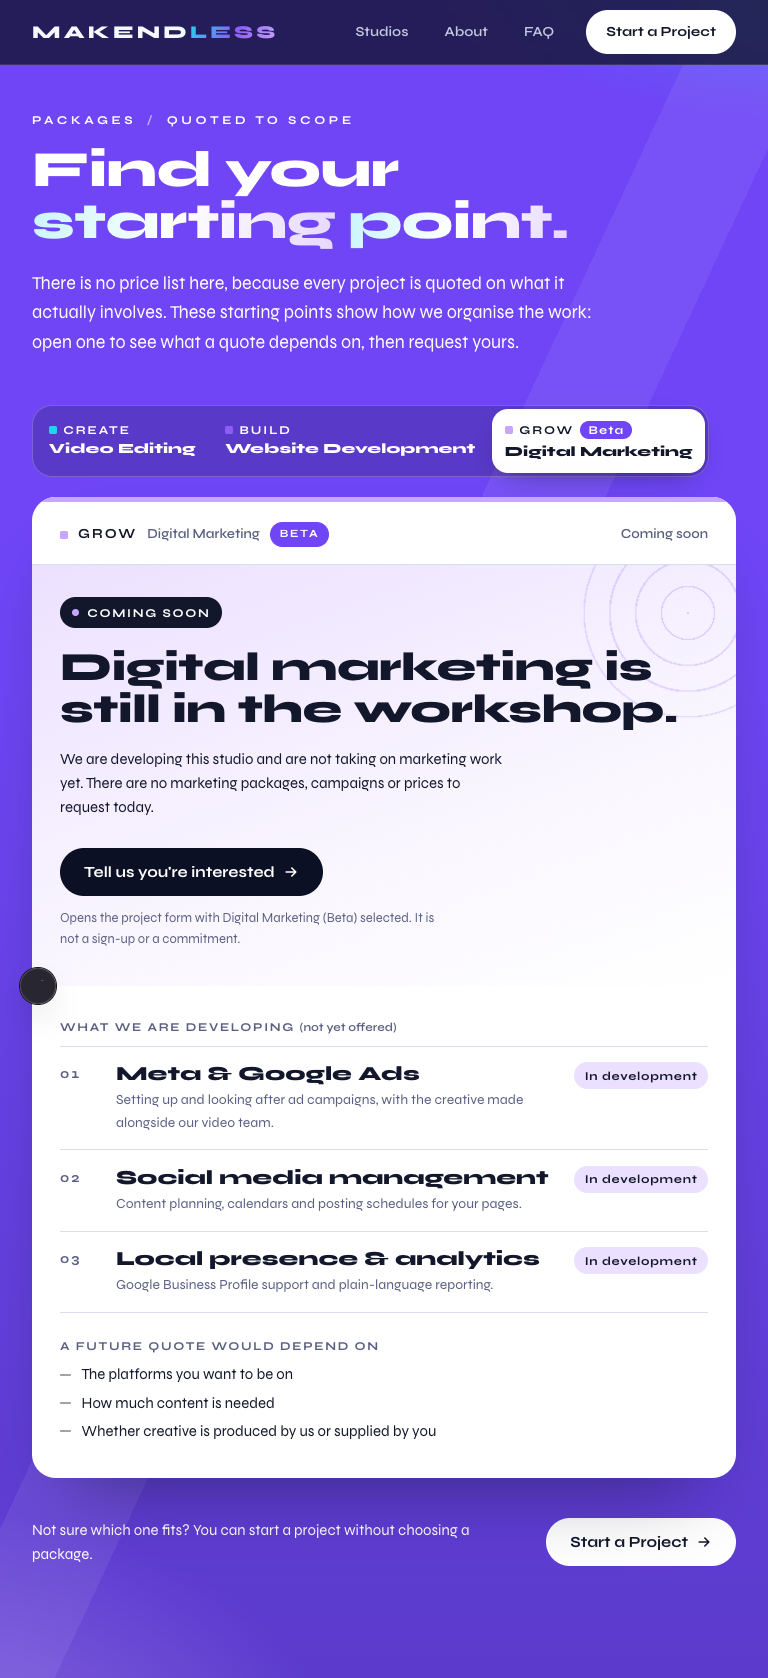 MAKENDLESS
Studios About FAQ Start a Project
PACKAGES / QUOTED TO SCOPE
Find your
starting point.
There is no price list here, because every project is quoted on what it
actually involves. These starting points show how we organise the work:
open one to see what a quote depends on, then request yours.
CREATE
Video Editing
BUILD
Website Development
GROW Beta
Digital Marketing
GROW Digital Marketing BETA Coming soon
COMING SOON
Digital marketing is
still in the workshop.
We are developing this studio and are not taking on marketing work
yet. There are no marketing packages, campaigns or prices to
request today.
Tell us you're interested →
Opens the project form with Digital Marketing (Beta) selected. It is
not a sign-up or a commitment.
WHAT WE ARE DEVELOPING (not yet offered)
01 Meta & Google Ads In development
Setting up and looking after ad campaigns, with the creative made
alongside our video team.
02 Social media management In development
Content planning, calendars and posting schedules for your pages.
03 Local presence & analytics In development
Google Business Profile support and plain-language reporting.
A FUTURE QUOTE WOULD DEPEND ON
— The platforms you want to be on
— How much content is needed
— Whether creative is produced by us or supplied by you
Not sure which one fits? You can start a project without choosing a
package.
Start a Project →